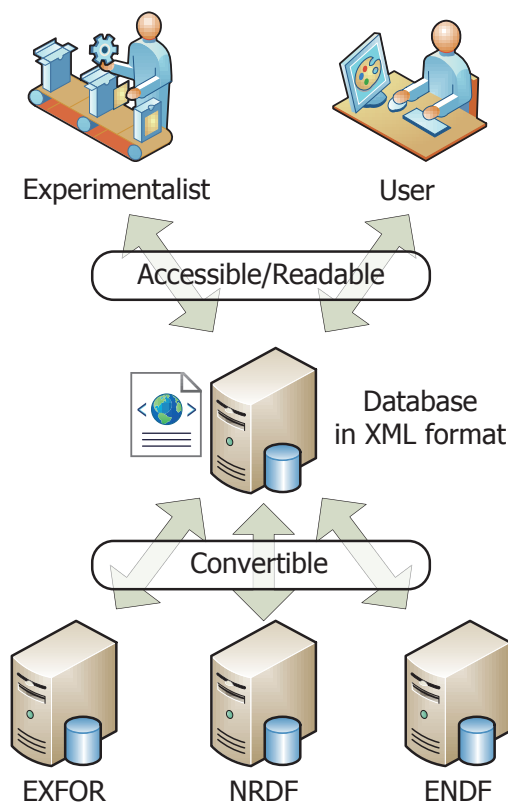 Experimentalist
User
Accessible/Readable
Database
in XML format
Convertible
EXFOR
NRDF
ENDF